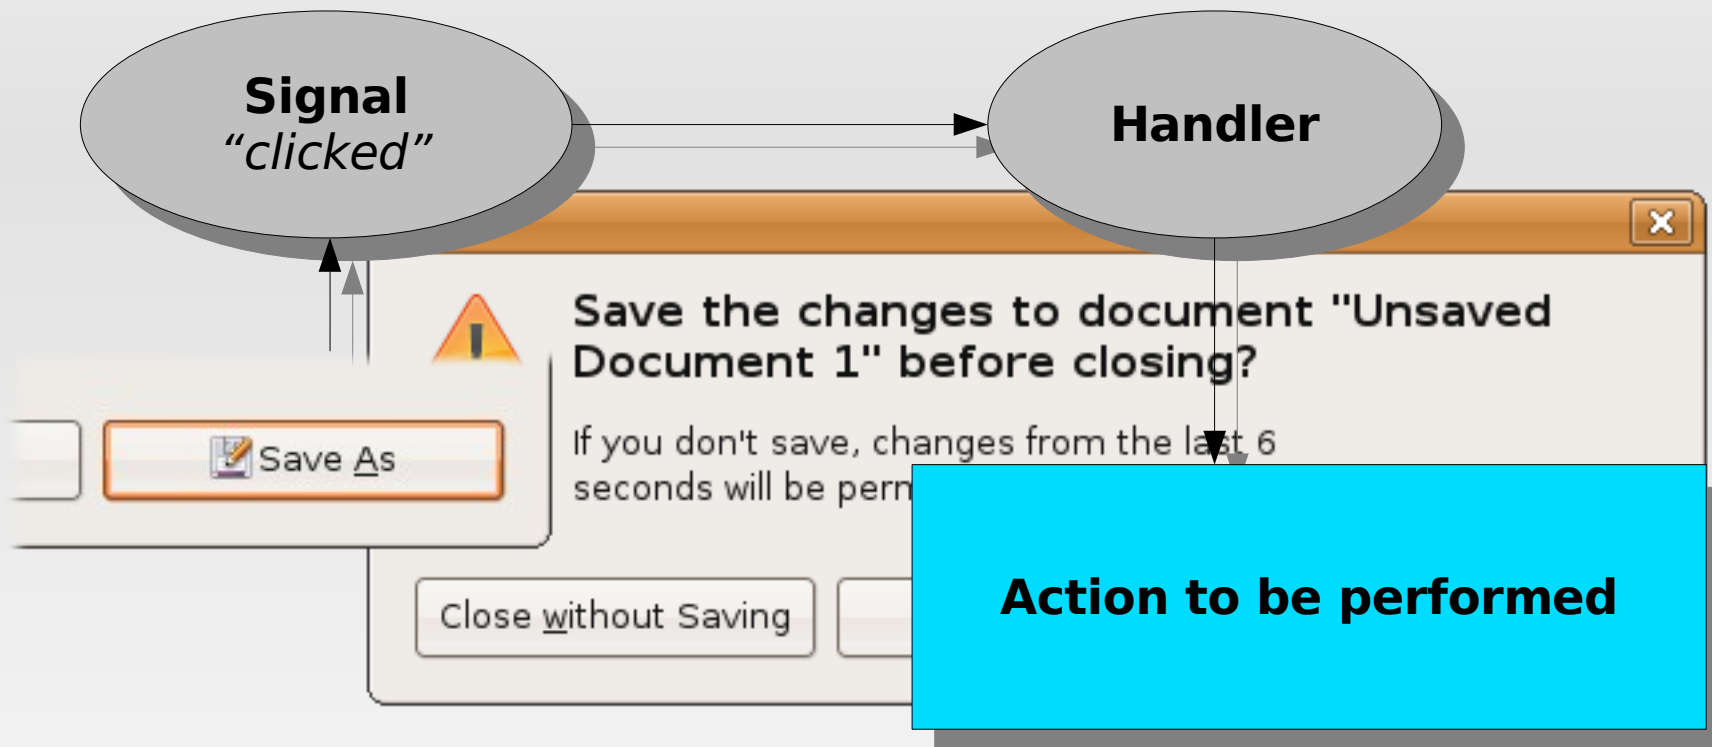 Signal
“clicked”
Handler
Save the changes to document "Unsaved
Document 1" before closing?
If you don't save, changes from the last 6
seconds will be
Save As
Close without Saving
Action to be performed